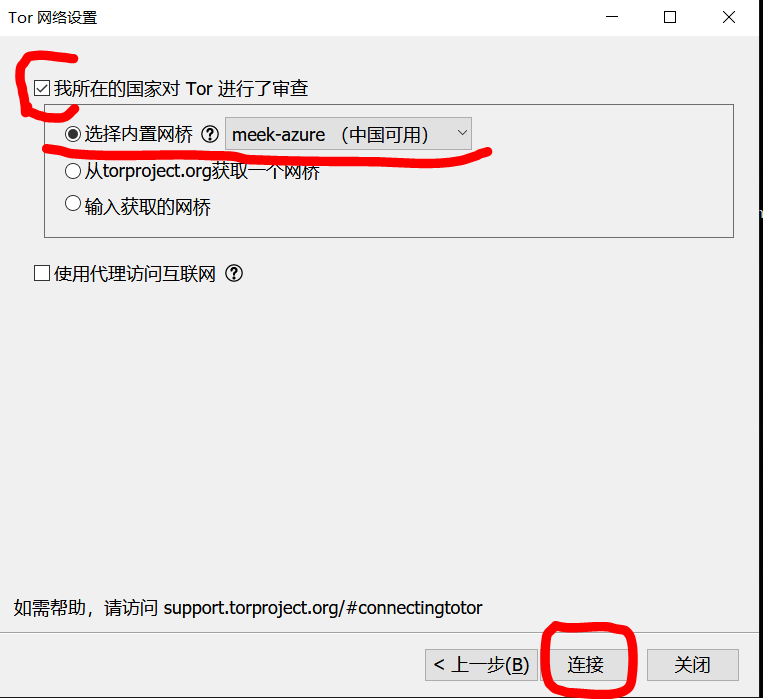 Tor 网络设置
我所在的国家对 Tor 进行了审查
选择内置网桥 ? meek-azure （中国可用）
从torproject.org获取一个网桥
输入获取的网桥
使用代理访问互联网 ?
如需帮助，请访问 support.torproject.org/#connectingtotor
< 上一步(B) 连接 关闭